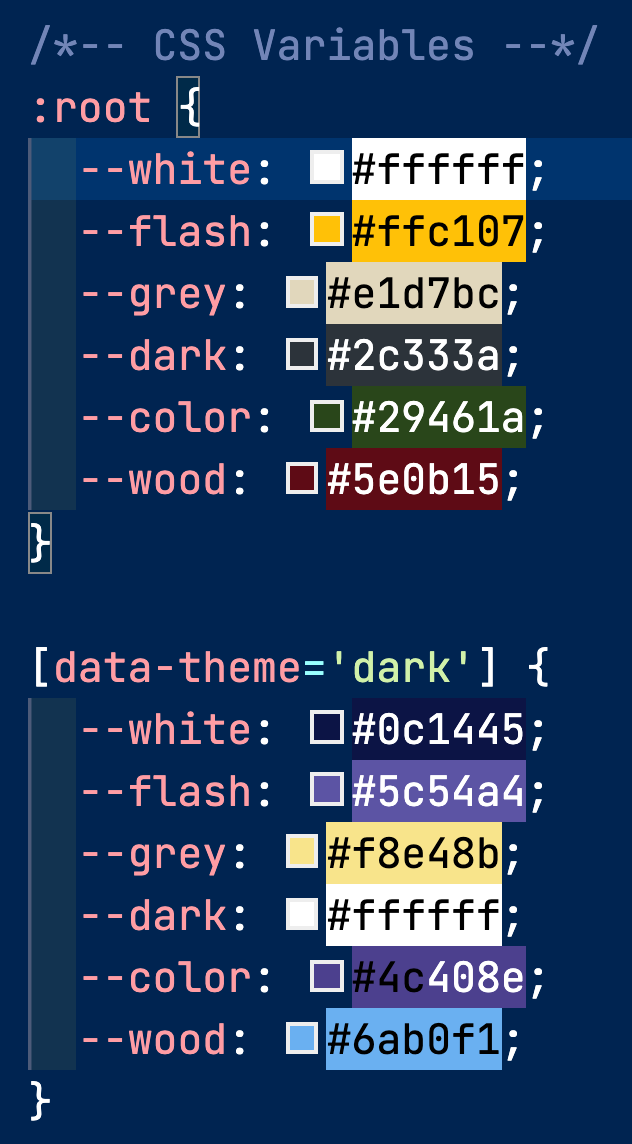 /*-- CSS Variables --*/
:root {
--white: #ffffff;
--flash: #ffc107;
--grey: #e1d7bc;
--dark: #2c333a;
--color: #29461a;
--wood: #5e0b15;
}
[data-theme='dark'] {
--white: #0c1445;
--flash: #5c54a4;
--grey: #f8e48b;
--dark: #ffffff;
--color: #4c408e;
--wood: #6ab0f1;
}